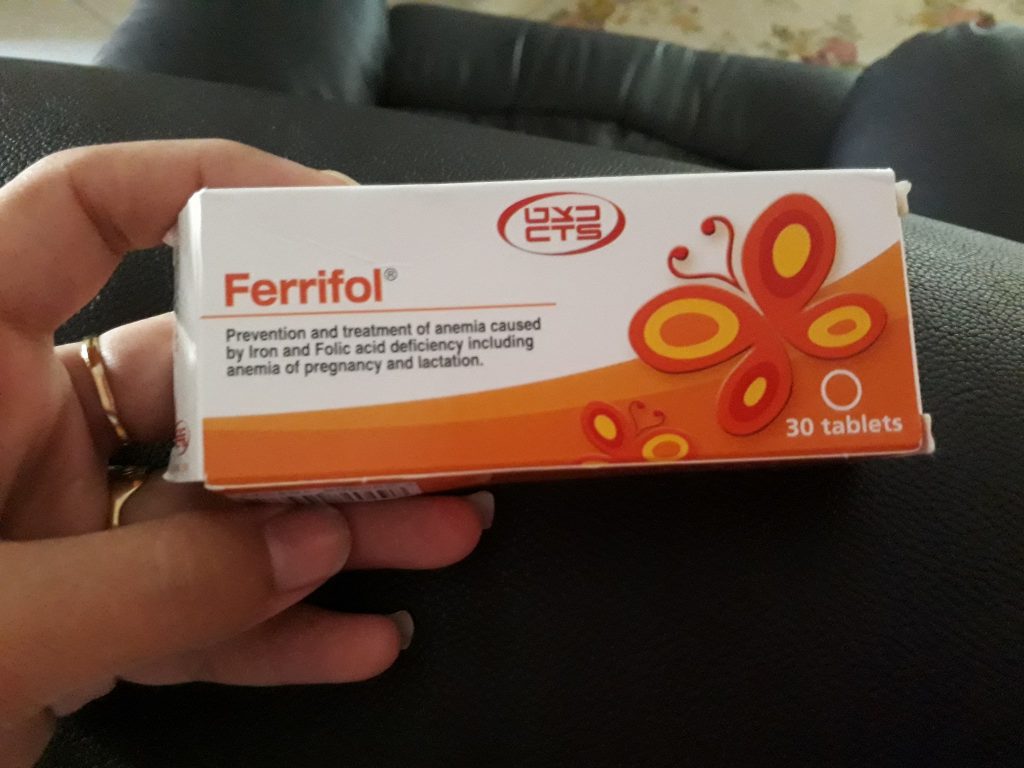 כצט
CTS
Ferrifol®
Prevention and treatment of anemia caused
by Iron and Folic acid deficiency including
anemia of pregnancy and lactation.
30 tablets